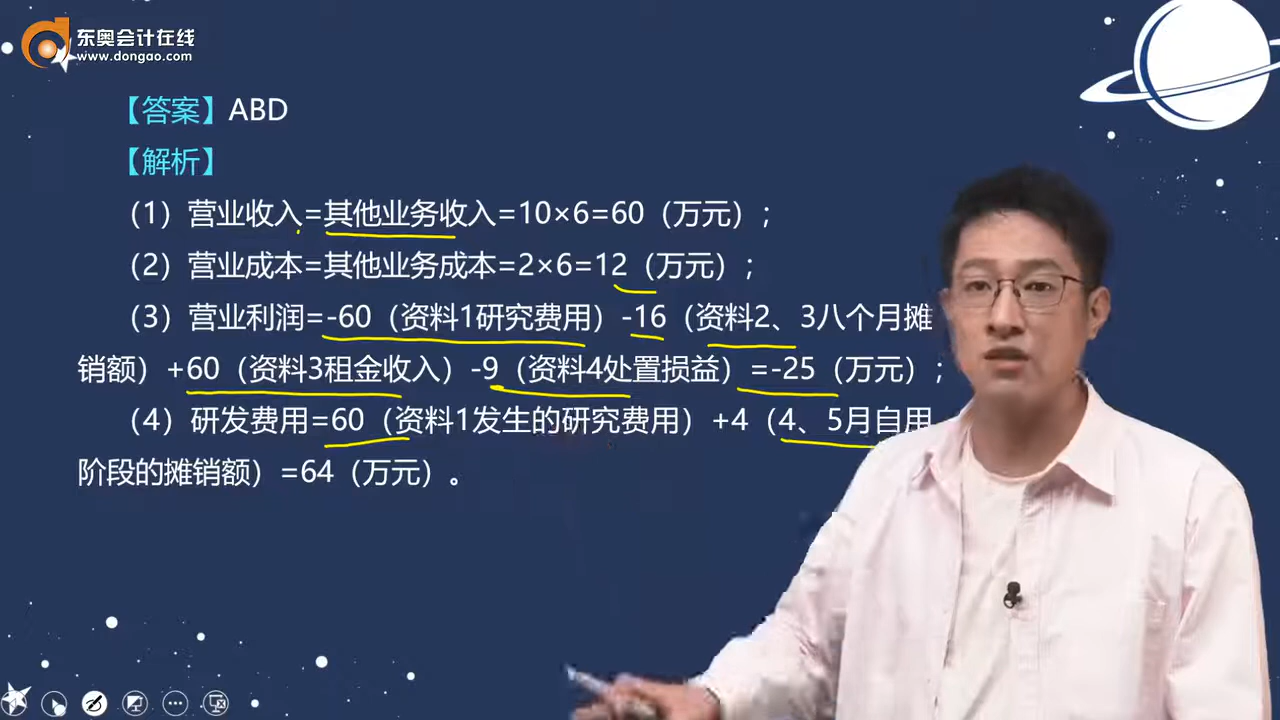 东奥会计在线
www.dongao.com
【答案】ABD
【解析】
（1）营业收入=其他业务收入=10×6=60（万元）；
（2）营业成本=其他业务成本=2×6=12（万元）；
（3）营业利润=-60（资料1研究费用）-16（资料2、3八个月摊
销额）+60（资料3租金收入）-9（资料4处置损益）=-25（万元）；
（4）研发费用=60（资料1发生的研究费用）+4（4、5月自用
阶段的摊销额）=64（万元）。